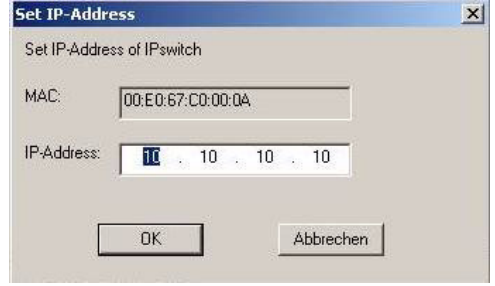 Set IP-Address
Set IP-Address of IPswitch
MAC: 00:E0:67:C0:00:0A
IP-Address: 10 . 10 . 10 . 10
OK Abbrechen